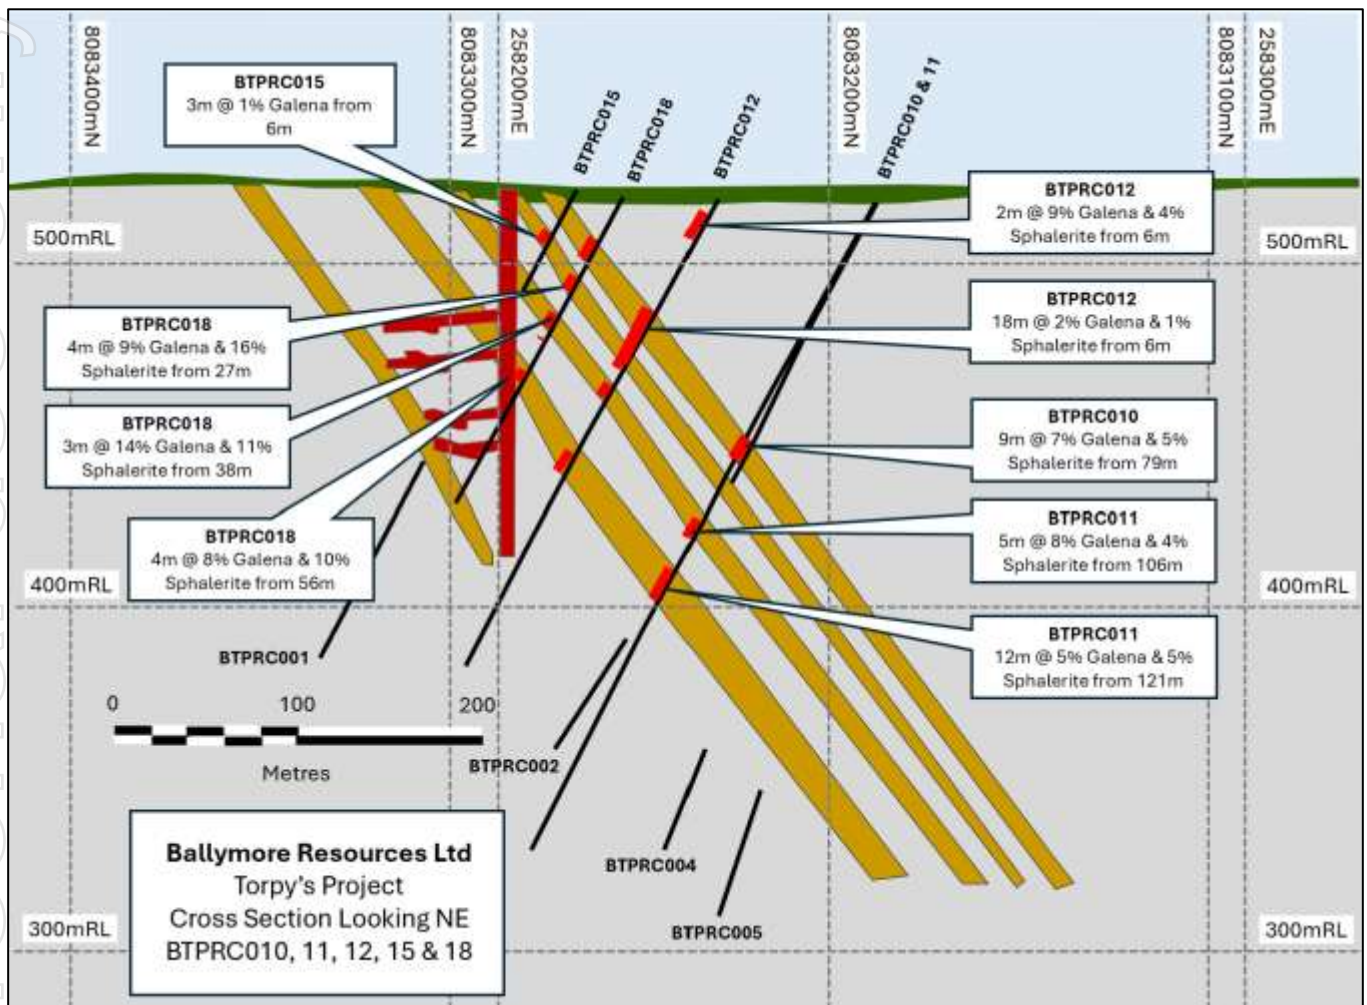 8083400mN
8083300mN
258200mE
8083200mN
8083100mN
258300mE
BTPRC015
BTPRC018
BTPRC012
BTPRC010 & 11
BTPRC015
3m @ 1% Galena from
6m
BTPRC012
2m @ 9% Galena & 4%
Sphalerite from 6m
500mRL
500mRL
BTPRC012
18m @ 2% Galena & 1%
Sphalerite from 6m
BTPRC018
4m @ 9% Galena & 16%
Sphalerite from 27m
BTPRC018
3m @ 14% Galena & 11%
Sphalerite from 38m
BTPRC010
9m @ 7% Galena & 5%
Sphalerite from 79m
BTPRC018
4m @ 8% Galena & 10%
Sphalerite from 56m
BTPRC011
5m @ 8% Galena & 4%
Sphalerite from 106m
400mRL
400mRL
BTPRC011
12m @ 5% Galena & 5%
Sphalerite from 121m
BTPRC001
0 100 200
Metres
BTPRC002
BTPRC004
BTPRC005
Ballymore Resources Ltd
Torpy's Project
Cross Section Looking NE
BTPRC010, 11, 12, 15 & 18
300mRL
300mRL